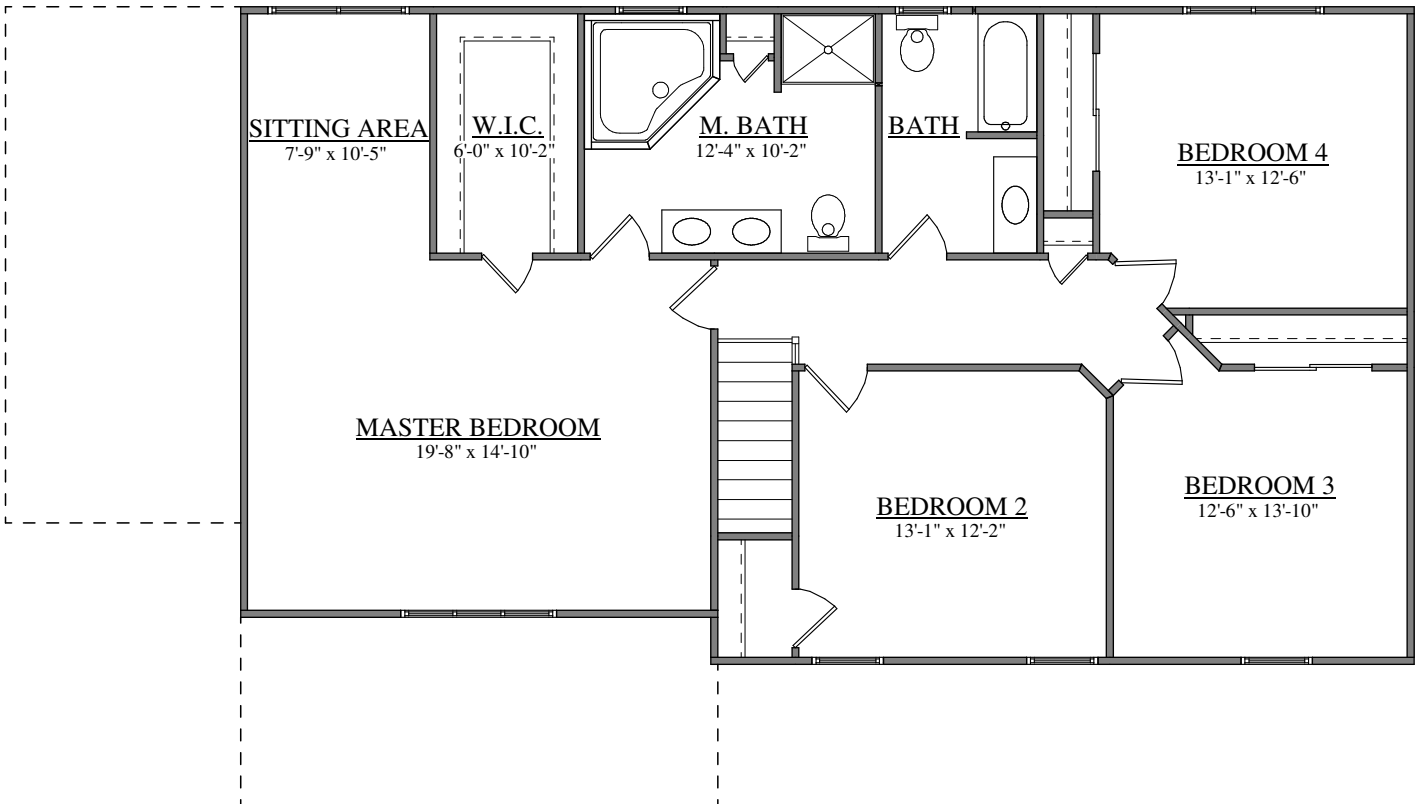 SITTING AREA
7'-9" x 10'-5"
W.I.C.
6'-0" x 10'-2"
M. BATH
12'-4" x 10'-2"
BATH
BEDROOM 4
13'-1" x 12'-6"
MASTER BEDROOM
19'-8" x 14'-10"
BEDROOM 2
13'-1" x 12'-2"
BEDROOM 3
12'-6" x 13'-10"